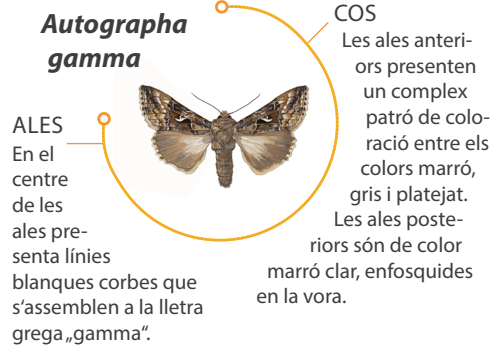 Autographa
gamma
COS
Les ales anteri-
ors presenten
un complex
patró de colo-
ració entre els
colors marró,
gris i platejat.
Les ales poste-
riors són de color
marró clar, enfosquides
en la vora.
ALES
En el
centre
de les
ales pre-
senta línies
blanques corbes que
s‘assemblen a la lletra
grega„gamma“.